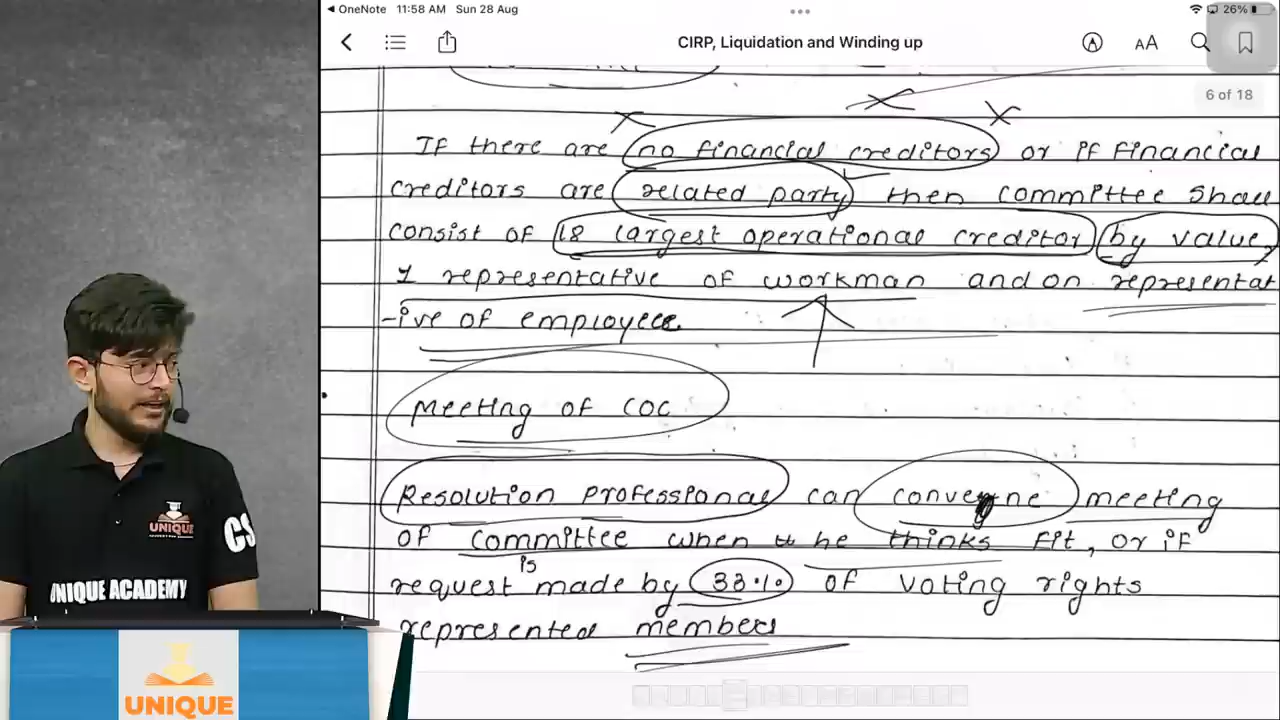 OneNote 11:58 AM Sun 28 Aug
26%
CIRP, Liquidation and Winding up
AA
6 of 18
If there are no financial creditors or if financial
creditors are related party then committee shall
consist of 18 largest operational creditor by value,
1 representative of workman and on representat
-ive of employee
Meeting of COC
Resolution professional can convene meeting
of committee when he thinks fit, or if
request is made by 33% of voting rights
represented members
UNIQUE
CS
UNIQUE ACADEMY
UNIQUE